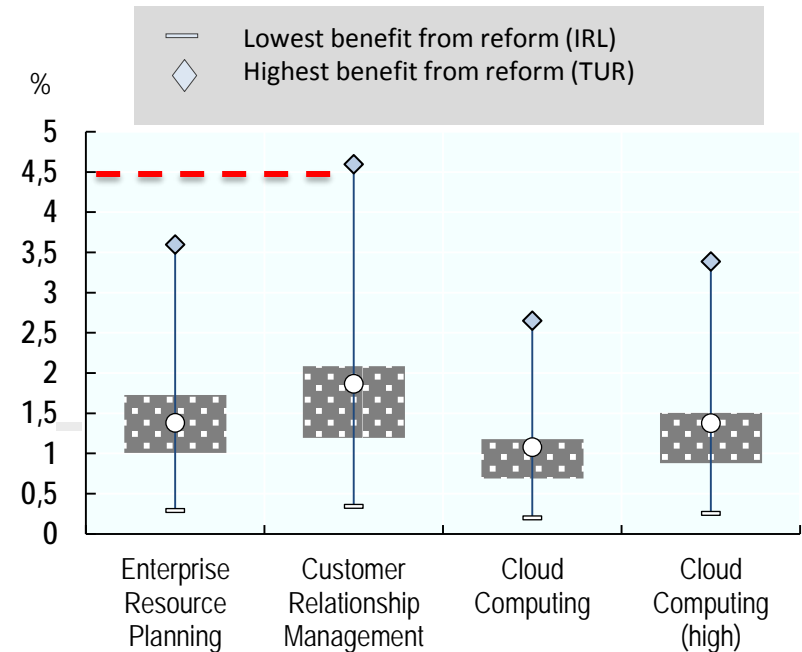 Lowest benefit from reform (IRL)
Highest benefit from reform (TUR)
%
5
4,5
4
3,5
3
2,5
2
1,5
1
0,5
0
Enterprise
Resource
Planning
Customer
Relationship
Management
Cloud
Computing
Cloud
Computing
(high)